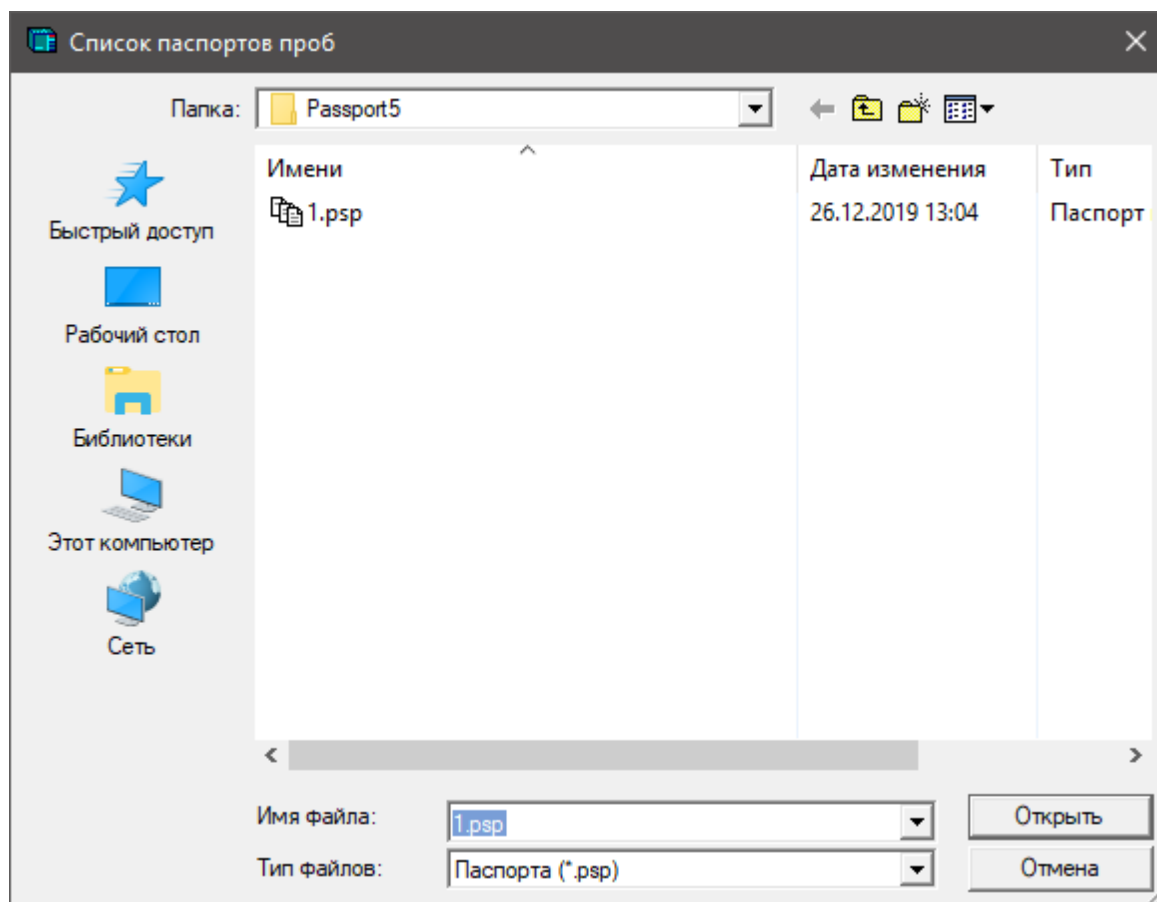 Список паспортов проб
Папка: Passport5
Имени Дата изменения Тип
1.psp 26.12.2019 13:04 Паспорт
Быстрый доступ
Рабочий стол
Библиотеки
Этот компьютер
Сеть
Имя файла: 1.psp Открыть
Тип файлов: Паспорта (*.psp) Отмена